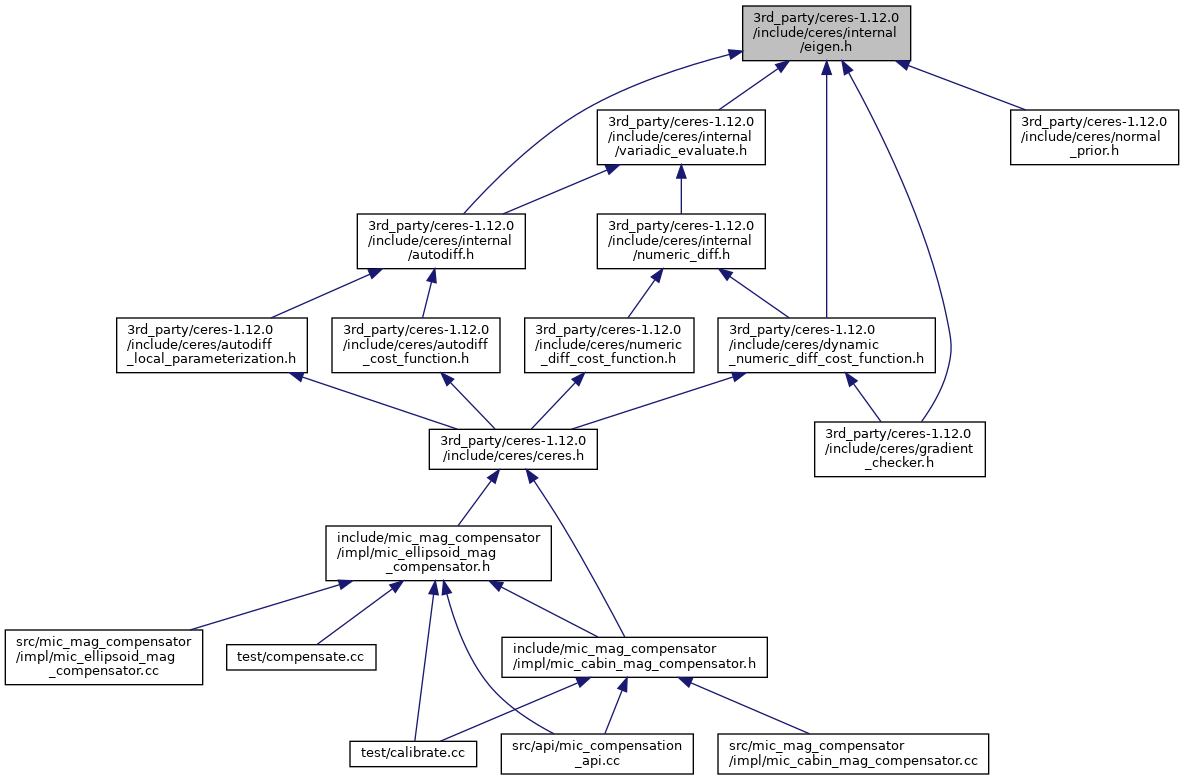 3rd_party/ceres-1.12.0
/include/ceres/internal
/eigen.h
3rd_party/ceres-1.12.0
/include/ceres/internal
/variadic_evaluate.h
3rd_party/ceres-1.12.0
/include/ceres/normal
_prior.h
3rd_party/ceres-1.12.0
/include/ceres/internal
/autodiff.h
3rd_party/ceres-1.12.0
/include/ceres/internal
/numeric_diff.h
3rd_party/ceres-1.12.0
/include/ceres/autodiff
_local_parameterization.h
3rd_party/ceres-1.12.0
/include/ceres/autodiff
_cost_function.h
3rd_party/ceres-1.12.0
/include/ceres/numeric
_diff_cost_function.h
3rd_party/ceres-1.12.0
/include/ceres/dynamic
_numeric_diff_cost_function.h
3rd_party/ceres-1.12.0
/include/ceres/ceres.h
3rd_party/ceres-1.12.0
/include/ceres/gradient
_checker.h
include/mic_mag_compensator
/impl/mic_ellipsoid_mag
_compensator.h
src/mic_mag_compensator
/impl/mic_ellipsoid_mag
_compensator.cc
test/compensate.cc
include/mic_mag_compensator
/impl/mic_cabin_mag_compensator.h
test/calibrate.cc
src/api/mic_compensation
_api.cc
src/mic_mag_compensator
/impl/mic_cabin_mag_compensator.cc